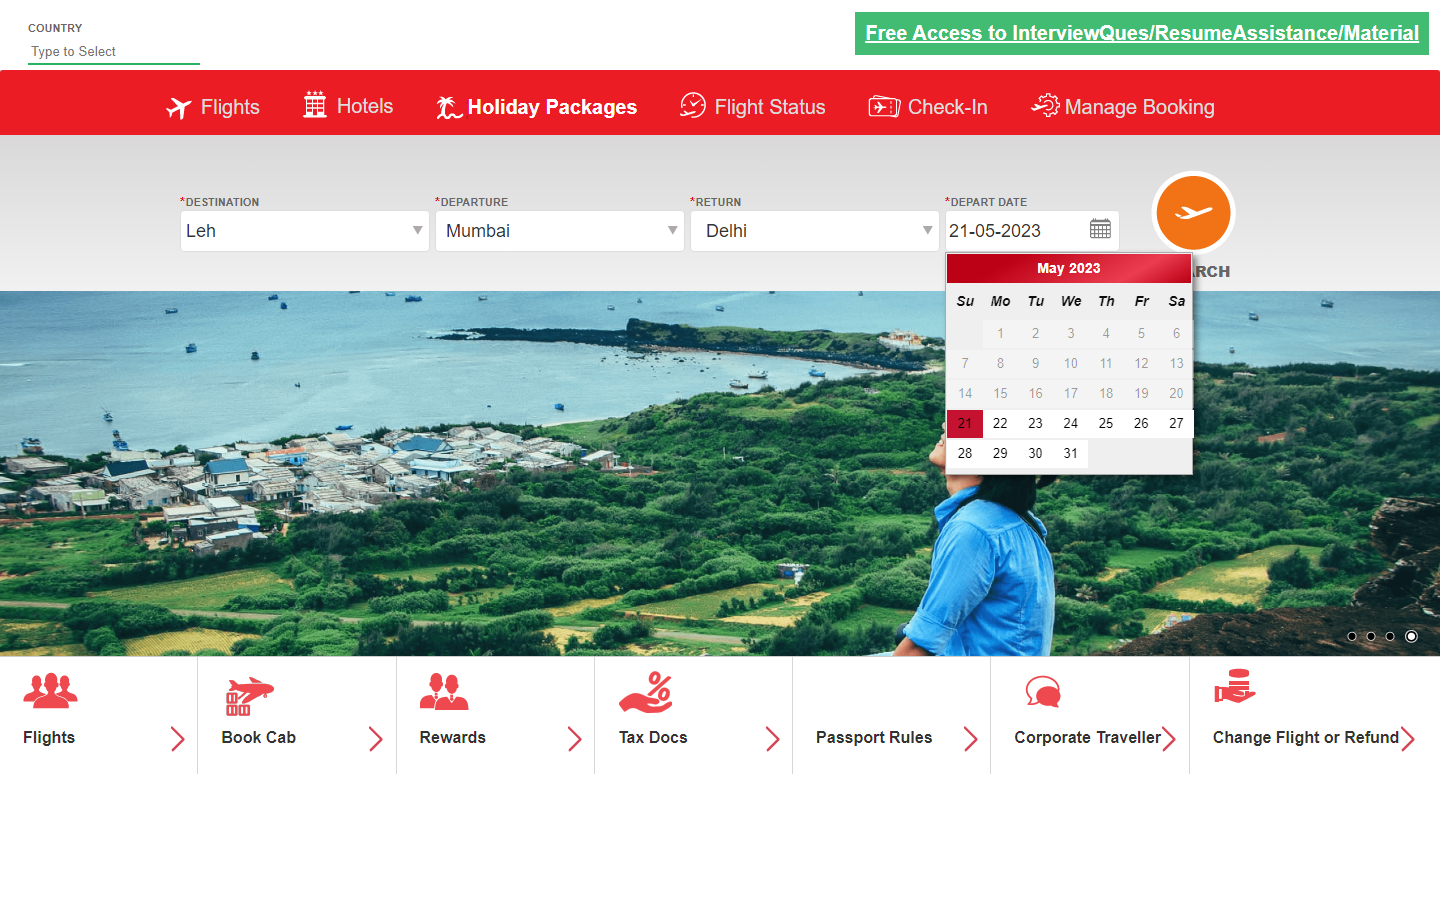 COUNTRY
Type to Select
Free Access to InterviewQues/ResumeAssistance/Material
Flights
Hotels
Holiday Packages
Flight Status
Check-In
Manage Booking
*DESTINATION
*DEPARTURE
*RETURN
*DEPART DATE
Leh
Mumbai
Delhi
21-05-2023
RCH
May 2023
Su Mo Tu We Th Fr Sa
1 2 3 4 5 6
7 8 9 10 11 12 13
14 15 16 17 18 19 20
21 22 23 24 25 26 27
28 29 30 31
Flights
Book Cab
Rewards
Tax Docs
Passport Rules
Corporate Traveller
Change Flight or Refund